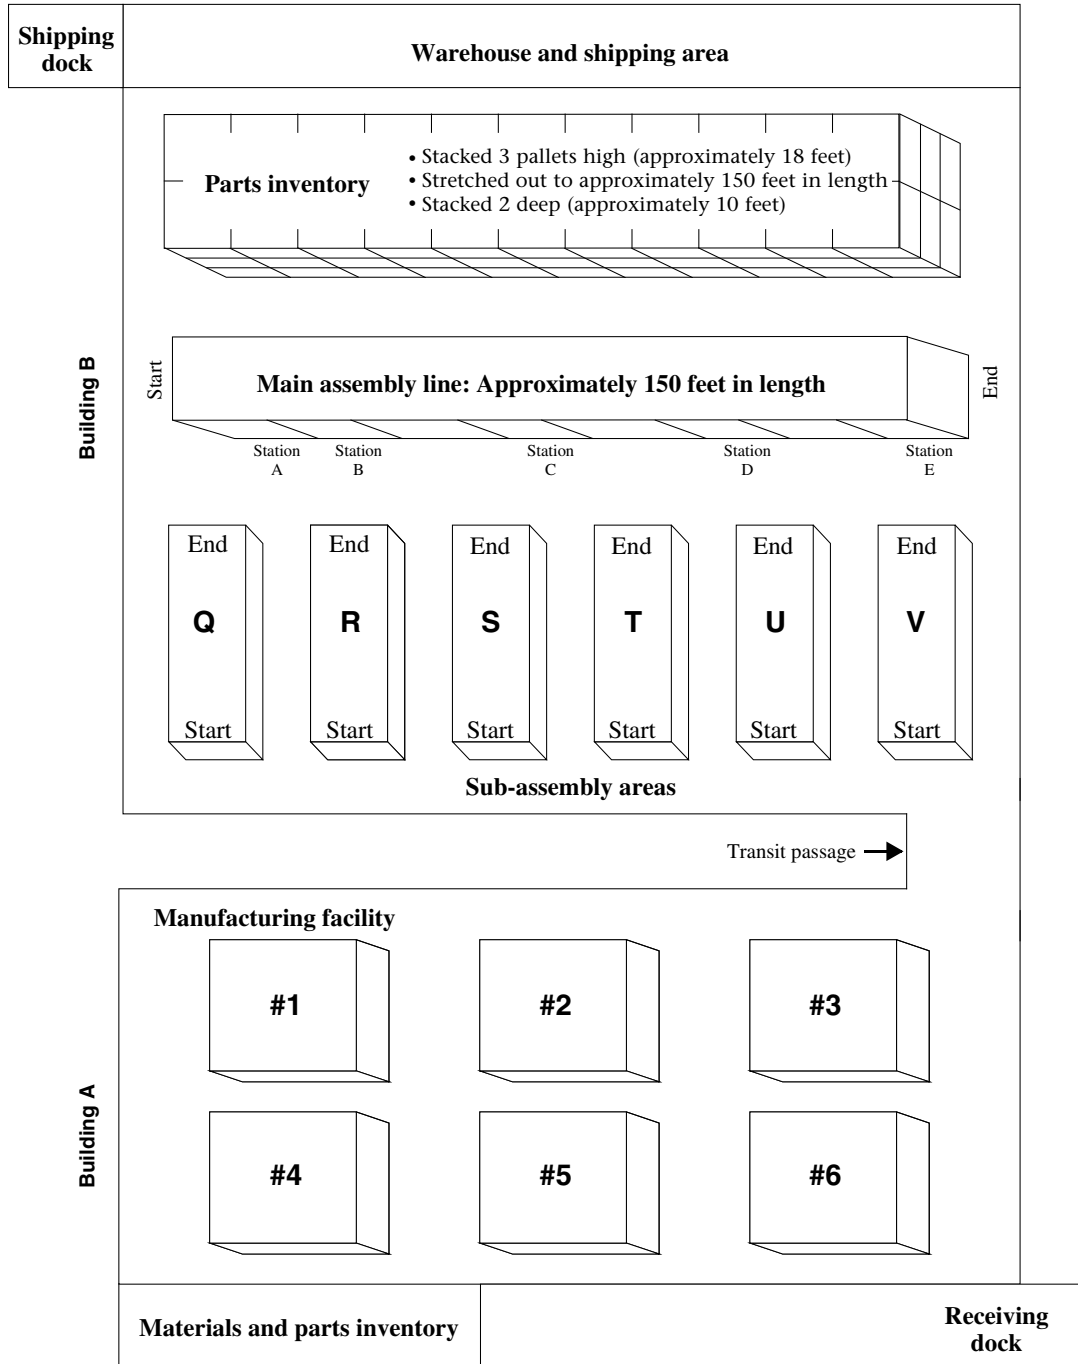 Shipping
dock
Warehouse and shipping area
Parts inventory
• Stacked 3 pallets high (approximately 18 feet)
• Stretched out to approximately 150 feet in length
• Stacked 2 deep (approximately 10 feet)
Building B
Start
Main assembly line: Approximately 150 feet in length
End
Station
A
Station
B
Station
C
Station
D
Station
E
End
Q
Start
End
R
Start
End
S
Start
End
T
Start
End
U
Start
End
V
Start
Sub-assembly areas
Transit passage
Manufacturing facility
Building A
#1
#2
#3
#4
#5
#6
Materials and parts inventory
Receiving
dock